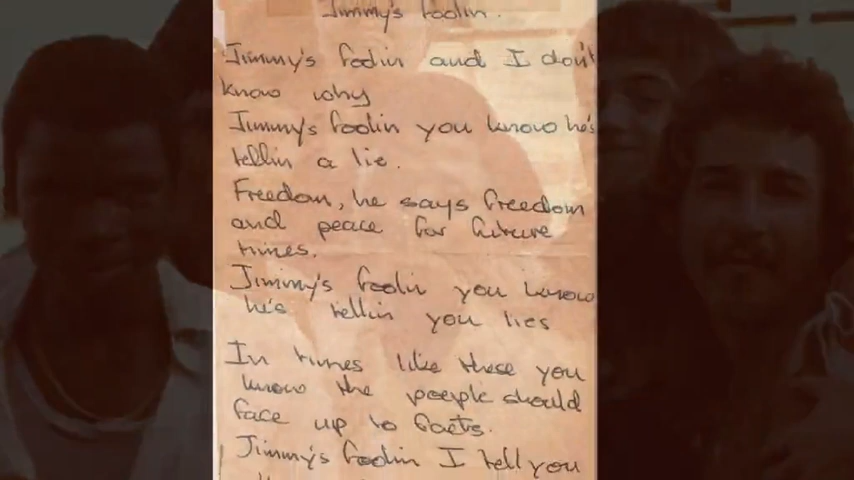 Jimmy's foolin.
Jimmy's foolin and I don't
know why
Jimmy's foolin you know he's
tellin a lie.
Freedom, he says freedom
and peace for future
times.
Jimmy's foolin you know
he's tellin you lies
In times like these you
know the people should
face up to facts.
Jimmy's foolin I tell you